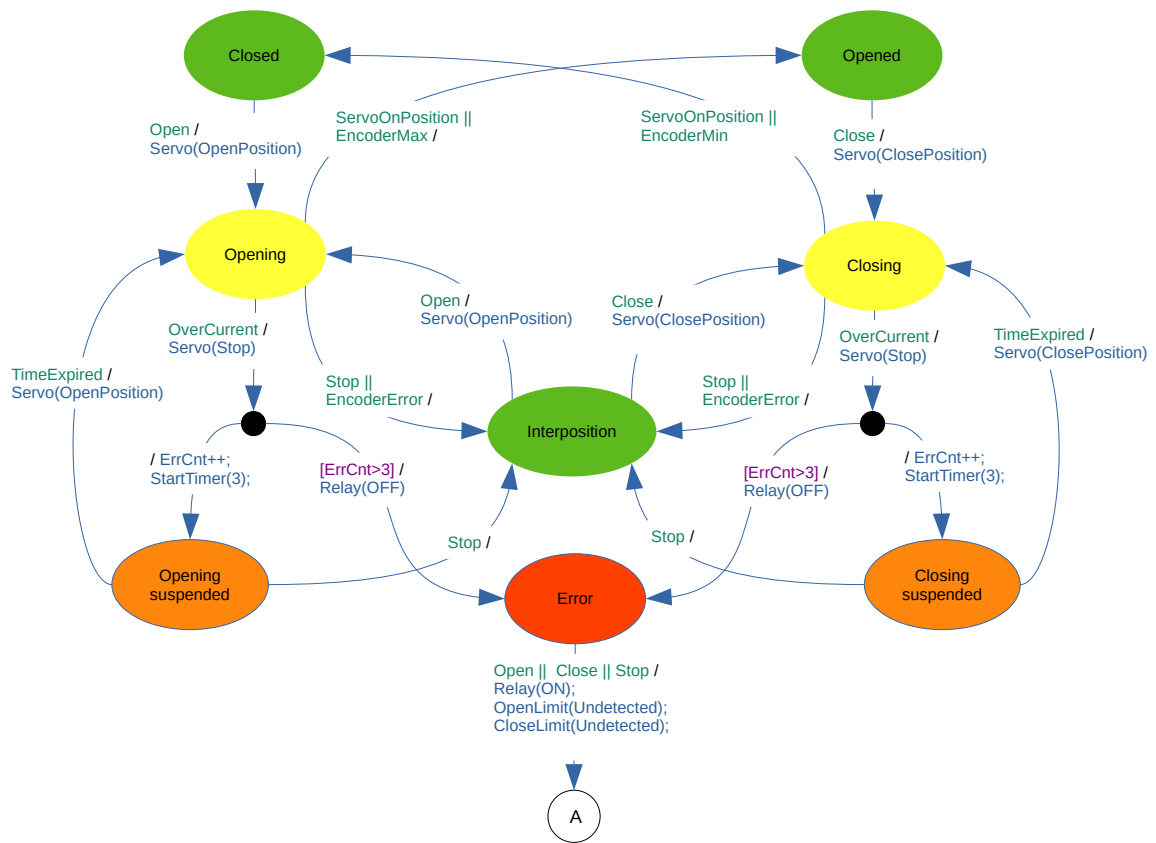 Closed
Opened
Open /
Servo(OpenPosition)
ServoOnPosition ||
EncoderMax /
ServoOnPosition ||
EncoderMin
Close /
Servo(ClosePosition)
Opening
Closing
Open /
Servo(OpenPosition)
Close /
Servo(ClosePosition)
OverCurrent /
Servo(Stop)
OverCurrent /
Servo(Stop)
TimeExpired /
Servo(ClosePosition)
TimeExpired /
Servo(OpenPosition)
Stop ||
EncoderError /
Stop ||
EncoderError /
Interposition
/ ErrCnt++;
StartTimer(3);
[ErrCnt>3] /
Relay(OFF)
[ErrCnt>3] /
Relay(OFF)
/ ErrCnt++;
StartTimer(3);
Stop /
Stop /
Opening
suspended
Error
Closing
suspended
Open || Close || Stop /
Relay(ON);
OpenLimit(Undetected);
CloseLimit(Undetected);
A